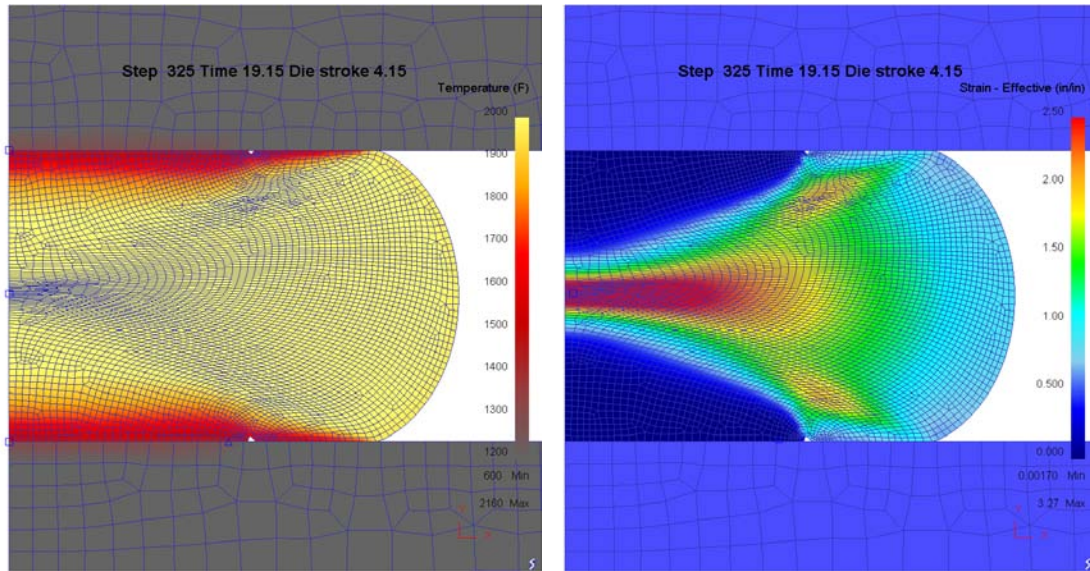 Step 325 Time 19.15 Die stroke 4.15
Temperature (F)
2000
1900
1800
1700
1600
1500
1400
1300
1200
600 Min
2160 Max
Y
X
Step 325 Time 19.15 Die stroke 4.15
Strain - Effective (in/in)
2.50
2.00
1.50
1.00
0.500
0.000
0.00170 Min
3.27 Max
Y
X